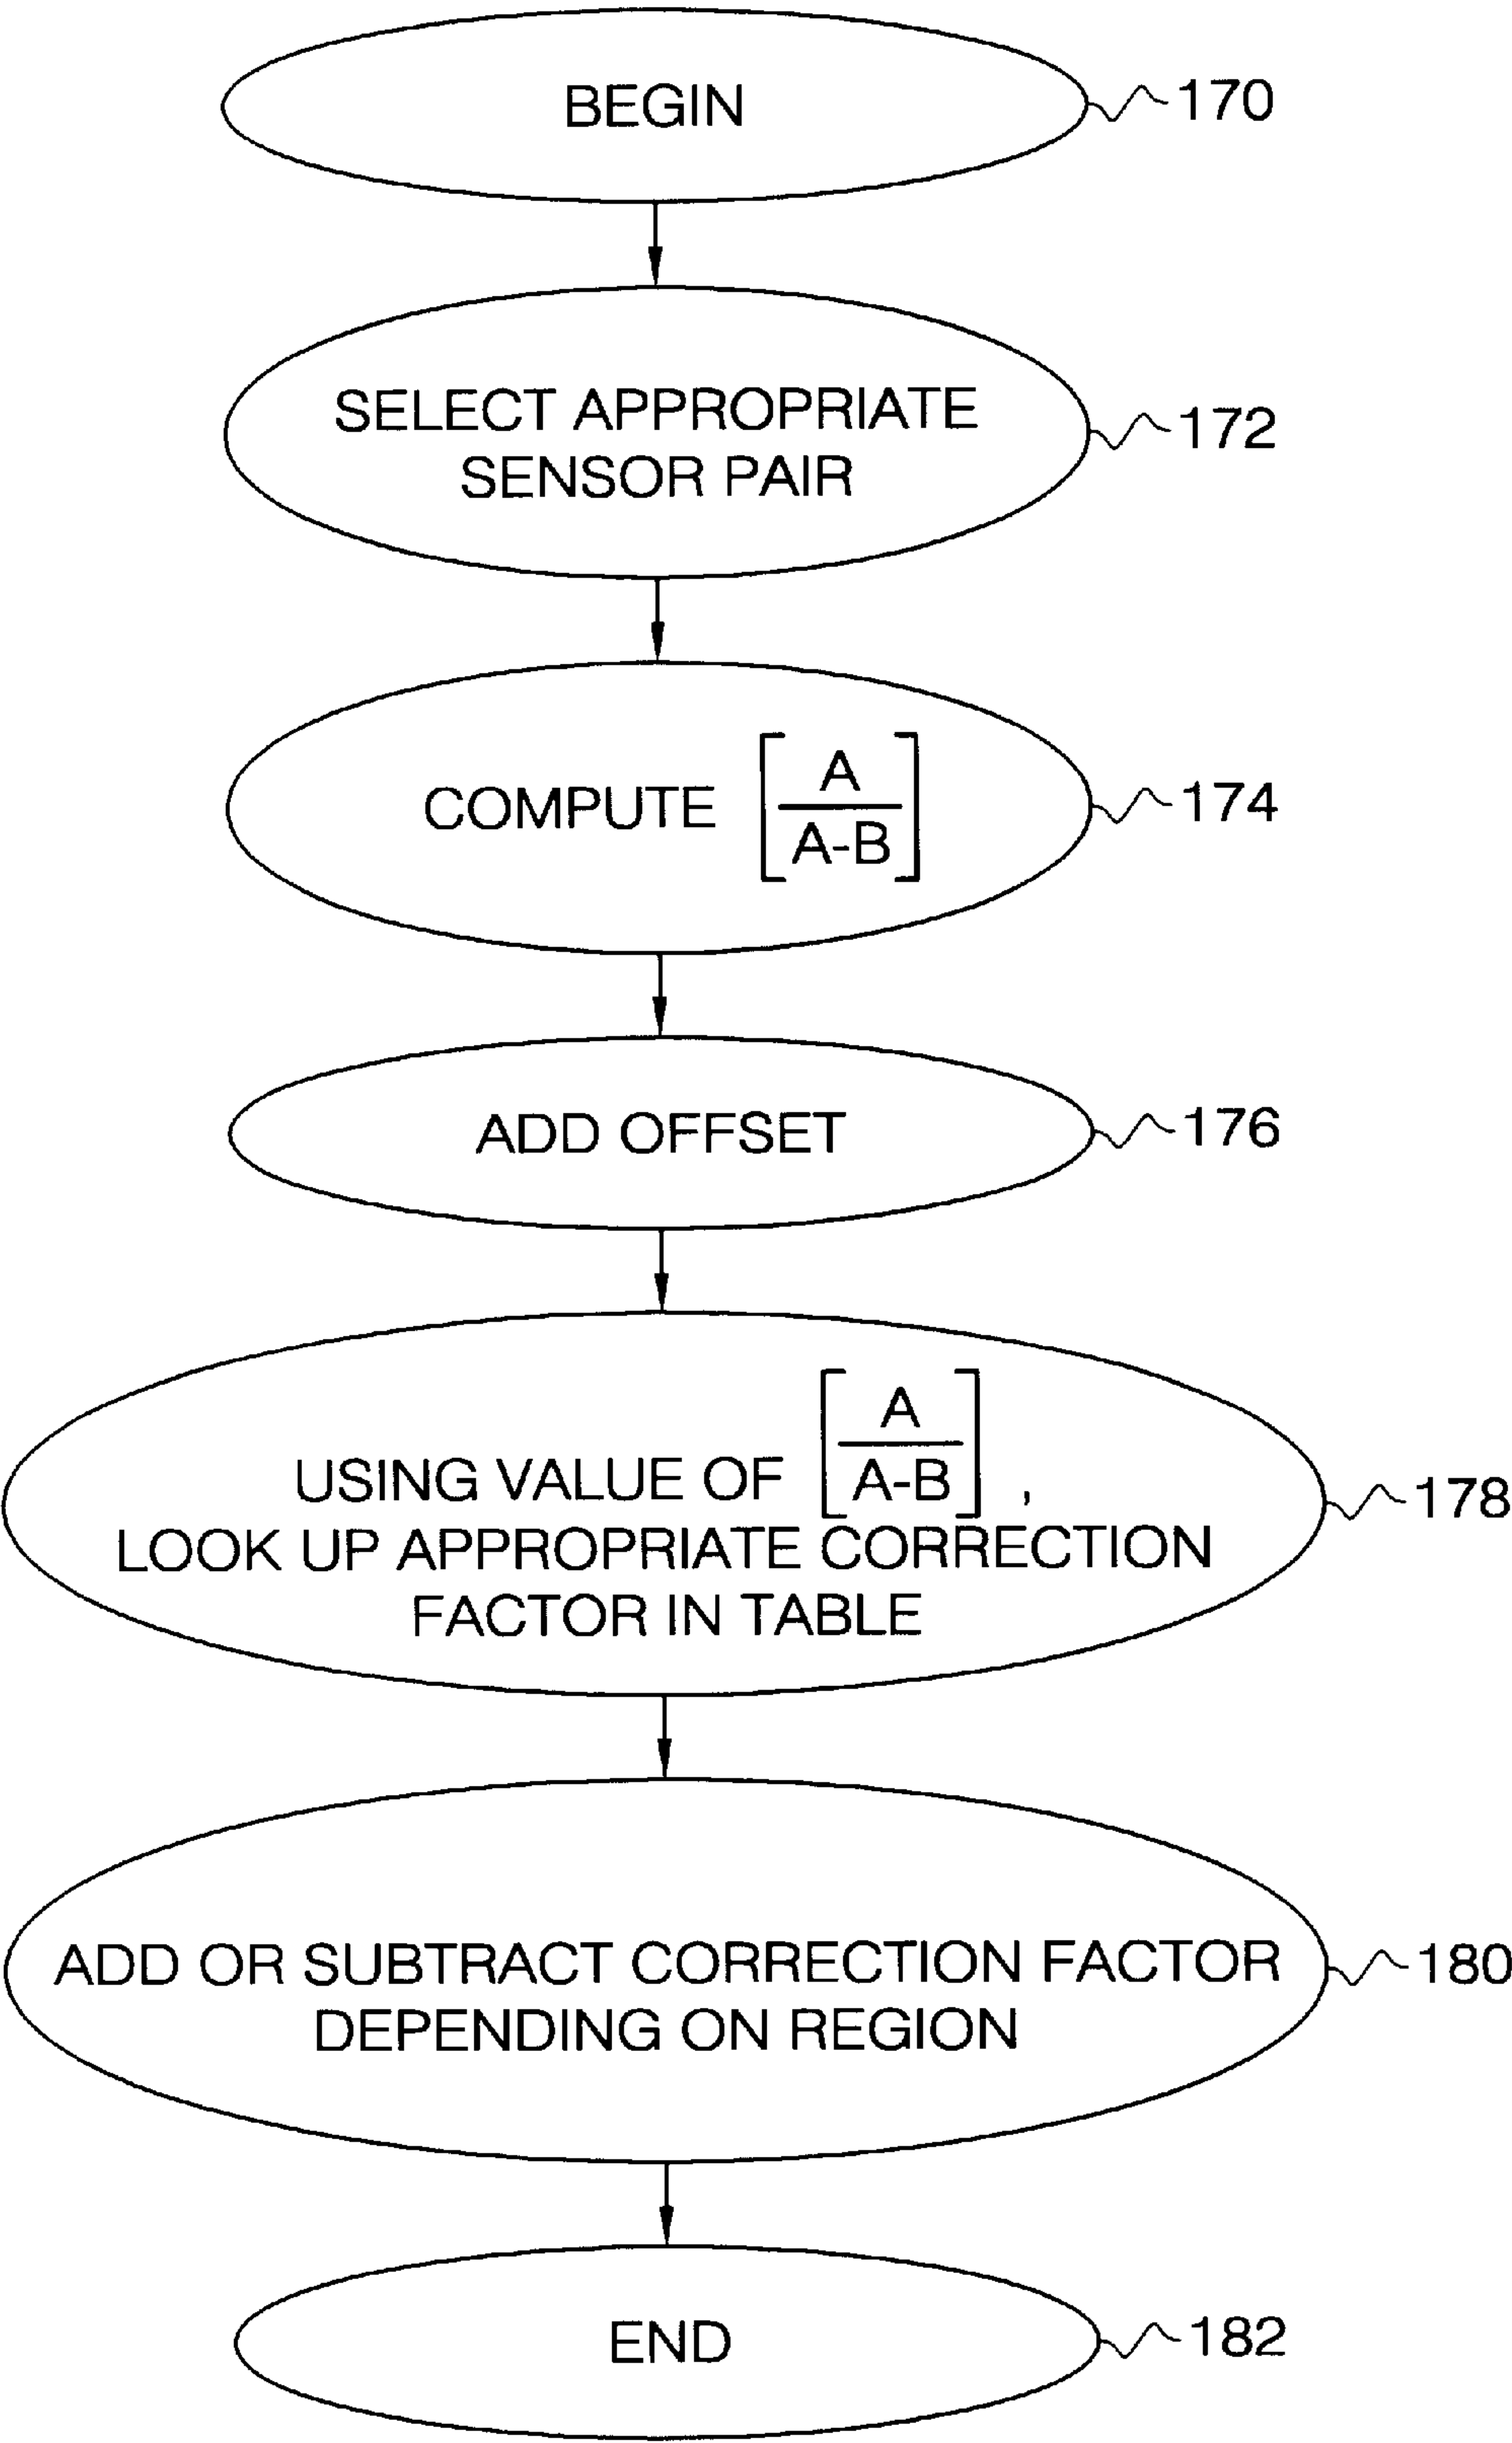 BEGIN
170
SELECT APPROPRIATE
SENSOR PAIR
172
COMPUTE [A/A-B]
174
ADD OFFSET
176
USING VALUE OF [A/A-B],
LOOK UP APPROPRIATE CORRECTION
FACTOR IN TABLE
178
ADD OR SUBTRACT CORRECTION FACTOR
DEPENDING ON REGION
180
END
182